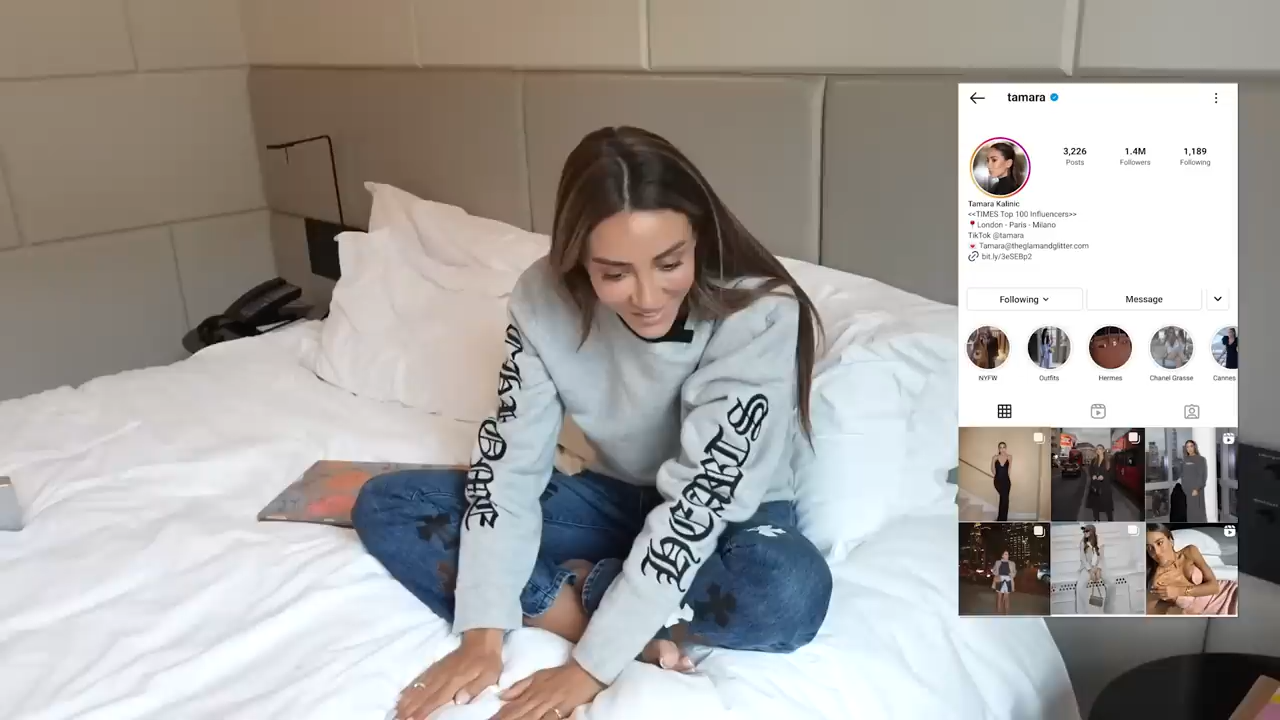 HEARTS
tamara
3,226
1.4M
1,189
Posts
Followers
Following
Tamara Kalinic
<<TIMES Top 100 Influencers>>
London - Paris - Milano
TikTok @tamara
Tamara@theglamandglitter.com
bit.ly/3eSEBp2
Following
Message
NYFW
Outfits
Hermes
Chanel Grasse
Cannes